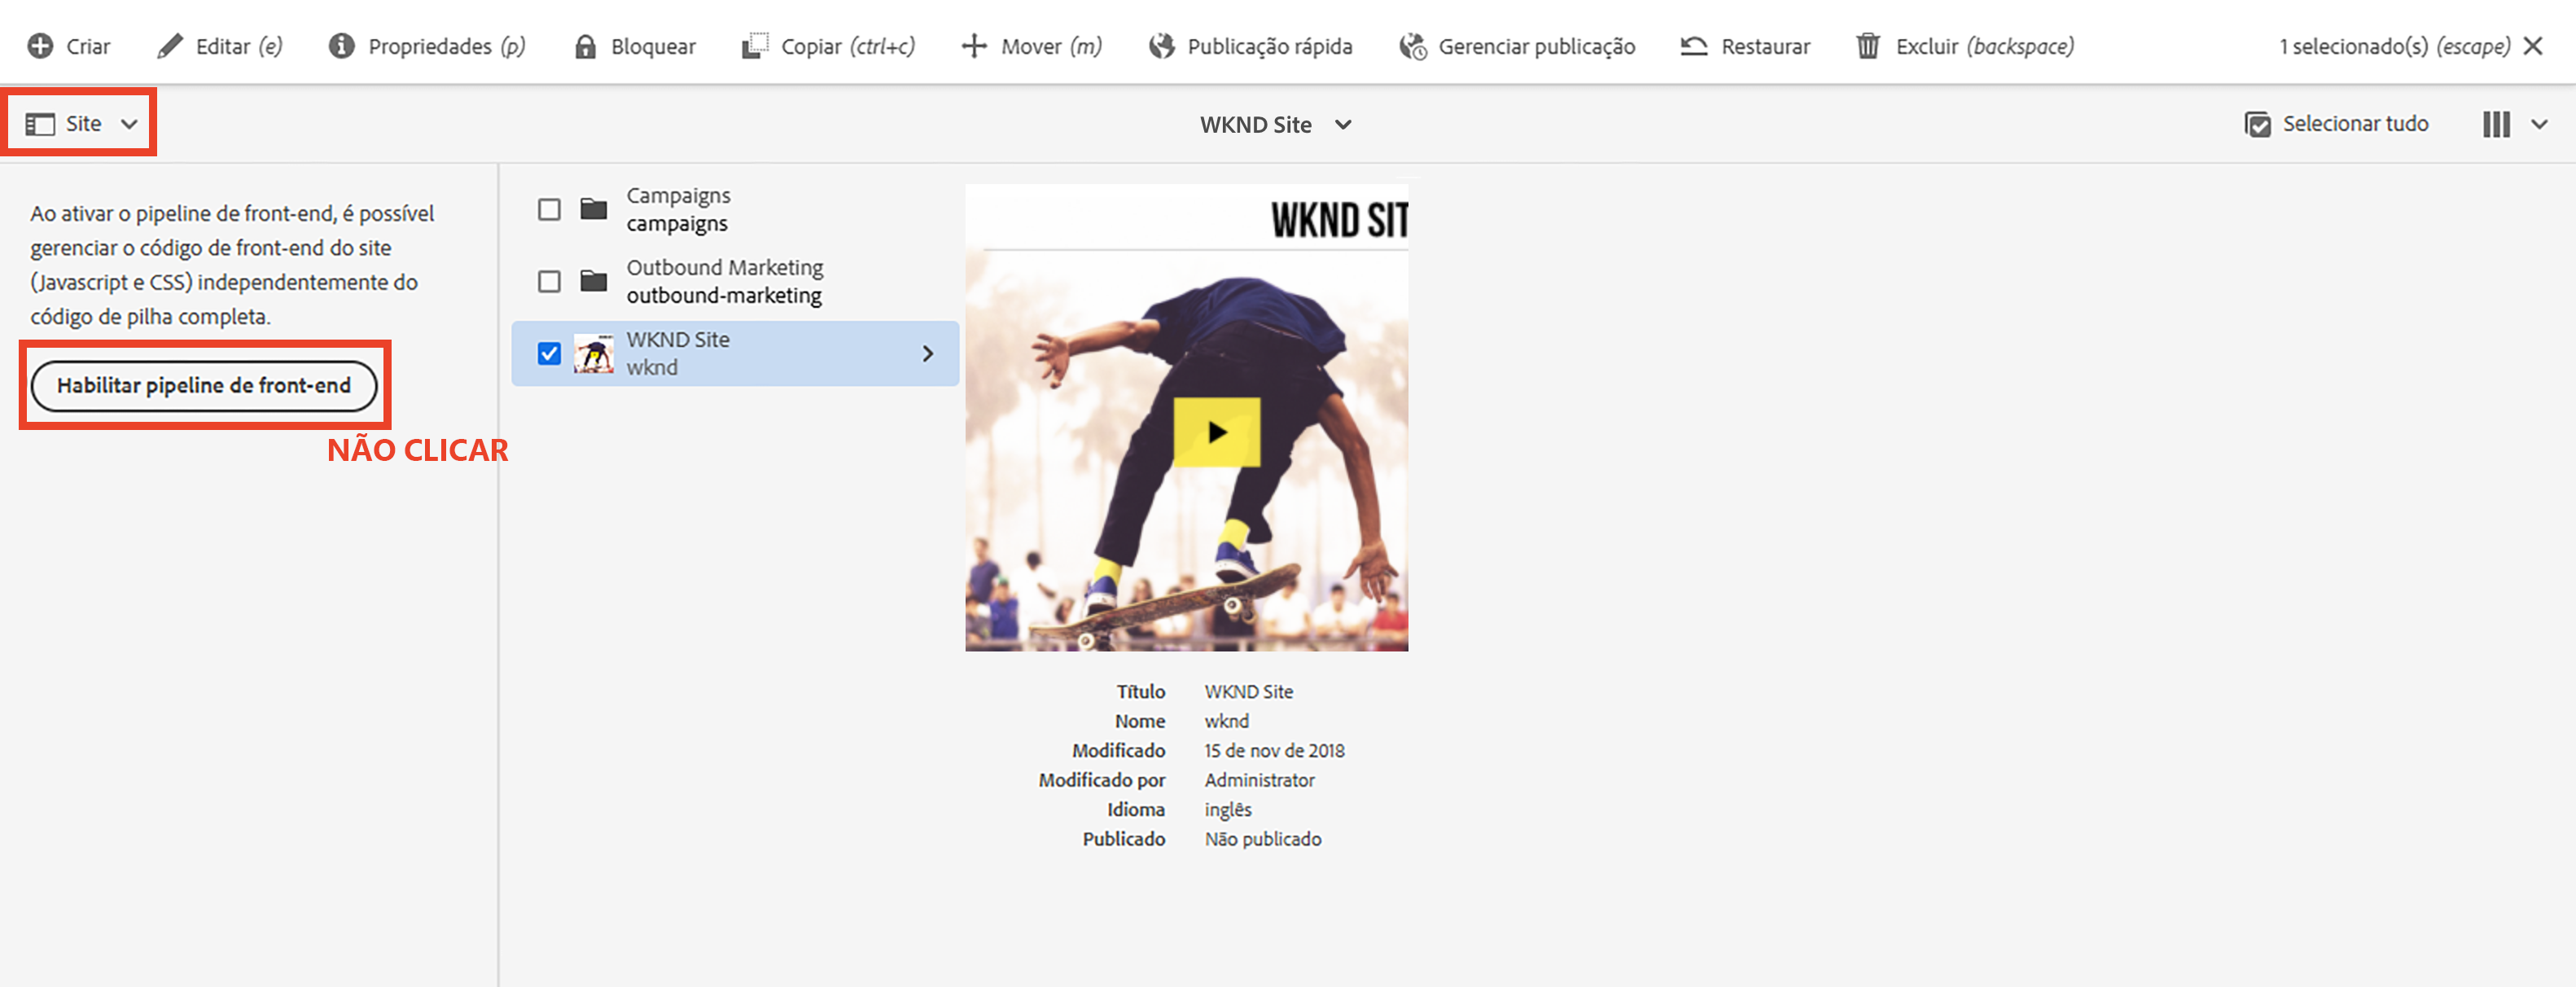 Criar
Editar (e)
Propriedades (p)
Bloquear
Copiar (ctrl+c)
Mover (m)
Publicação rápida
Gerenciar publicação
Restaurar
Excluir (backspace)
1 selecionado(s) (escape)
Site
WKND Site
Selecionar tudo
Ao ativar o pipeline de front-end, é possível
gerenciar o código de front-end do site
(Javascript e CSS) independentemente do
código de pilha completa.
Habilitar pipeline de front-end
NÃO CLICAR
Campaigns
campaigns
Outbound Marketing
outbound-marketing
WKND Site
wknd
WKND SIT
Título WKND Site
Nome wknd
Modificado 15 de nov de 2018
Modificado por Administrator
Idioma inglês
Publicado Não publicado